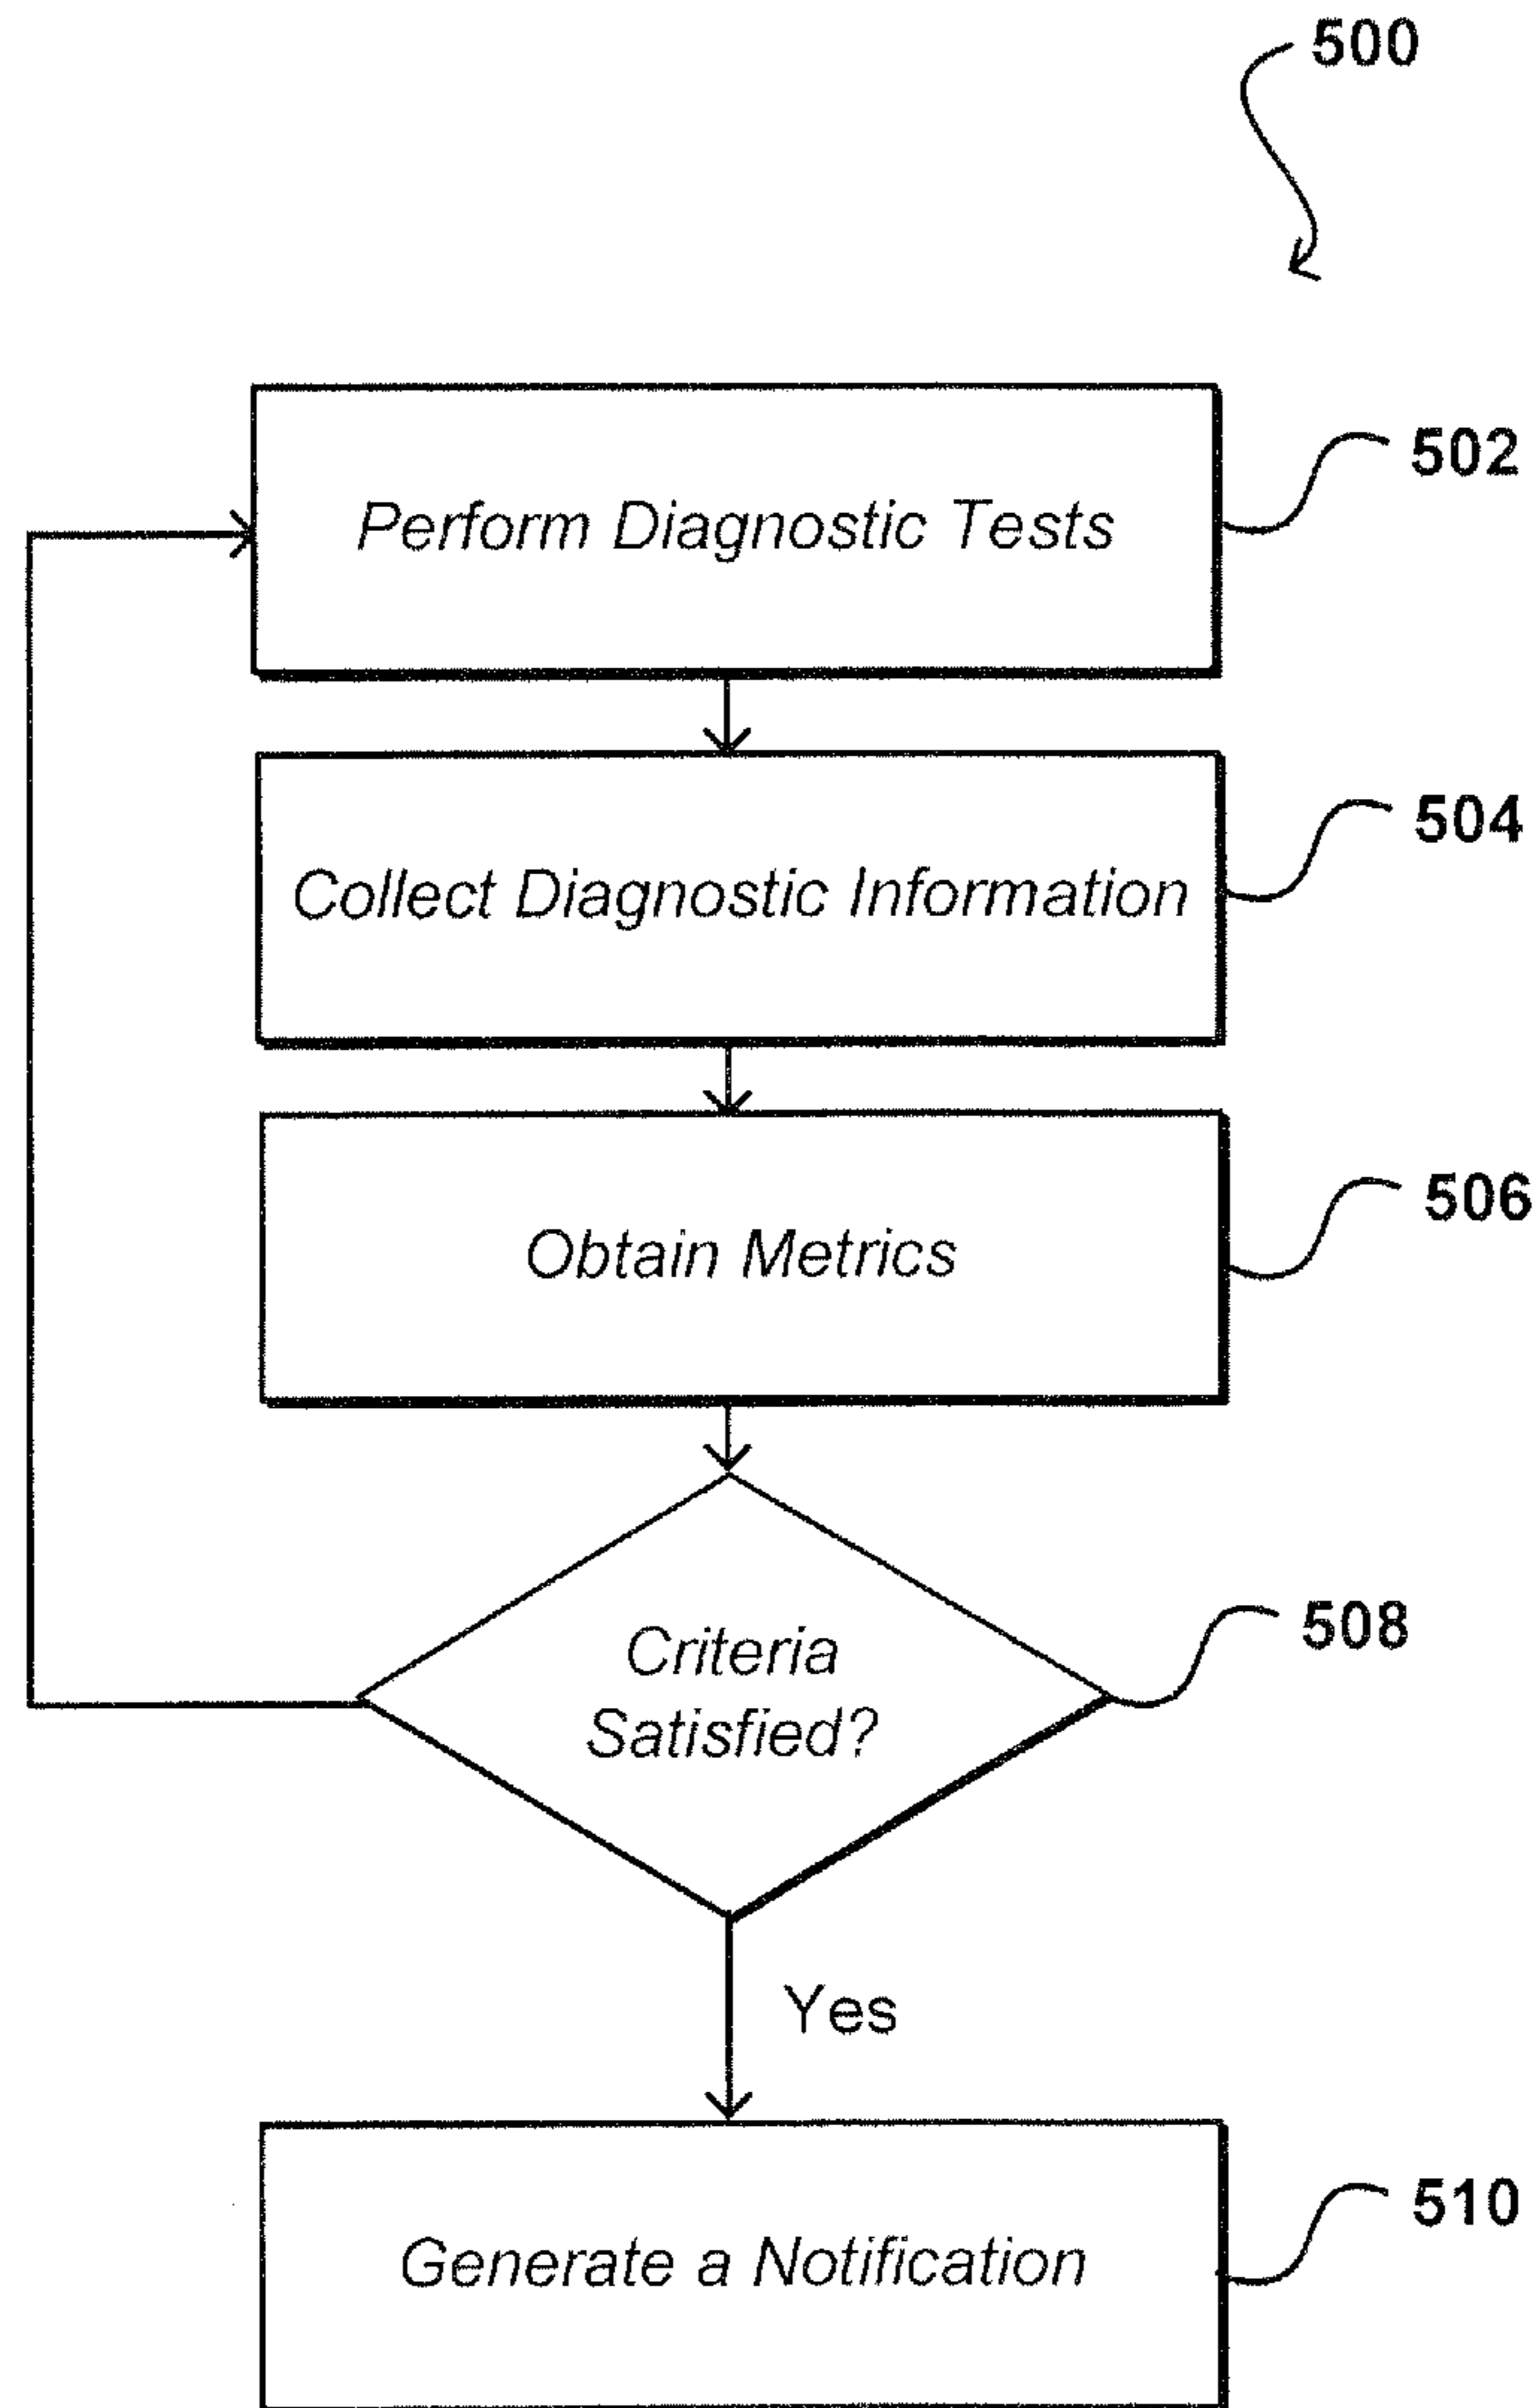 500
Perform Diagnostic Tests
502
Collect Diagnostic Information
504
Obtain Metrics
506
Criteria
Satisfied?
508
Yes
Generate a Notification
510